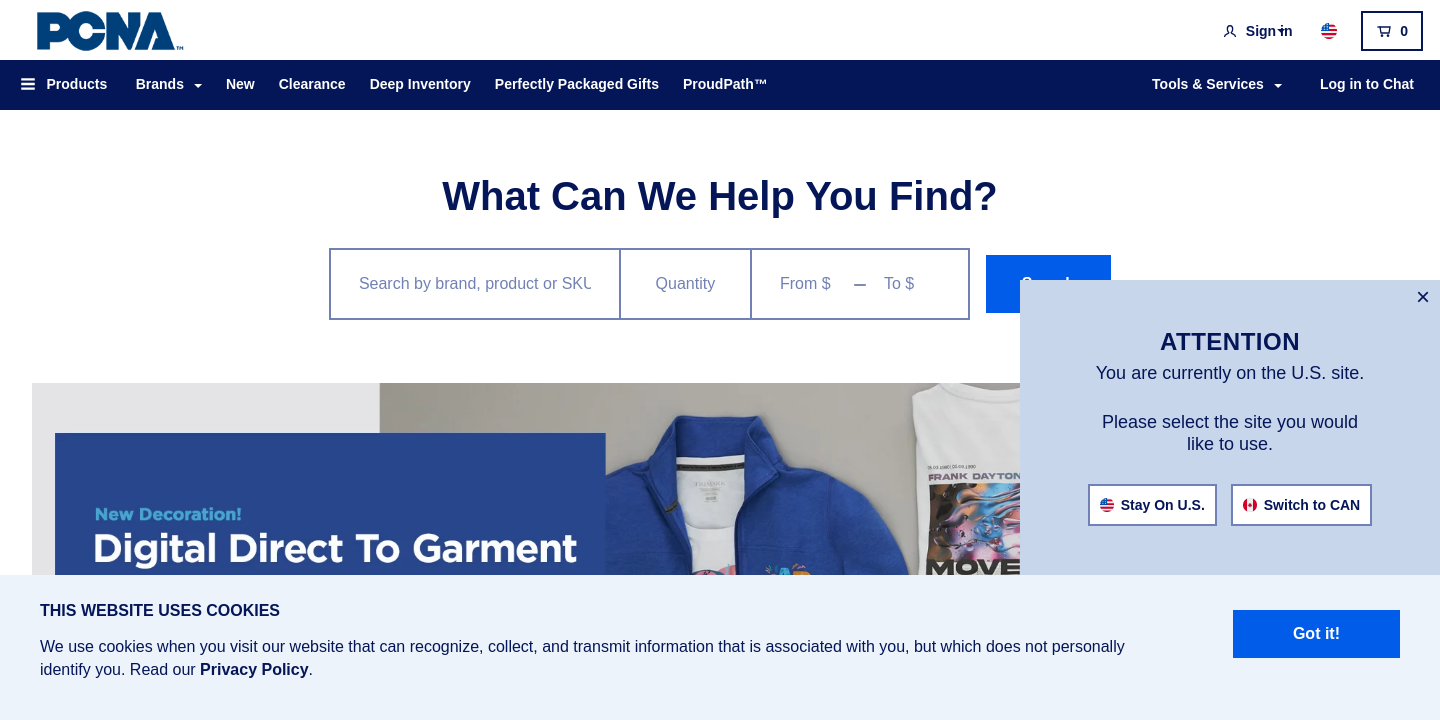 PCNA™
Sign in
0
Products
Brands
New
Clearance
Deep Inventory
Perfectly Packaged Gifts
ProudPath™
Tools & Services
Log in to Chat
What Can We Help You Find?
Search by brand, product or SKU
Quantity
From $
To $
ATTENTION
You are currently on the U.S. site.
Please select the site you would
like to use.
Stay On U.S.
Switch to CAN
New Decoration!
Digital Direct To Garment
FRANK DAYTON
MOVE
THIS WEBSITE USES COOKIES
We use cookies when you visit our website that can recognize, collect, and transmit information that is associated with you, but which does not personally
identify you. Read our Privacy Policy.
Got it!